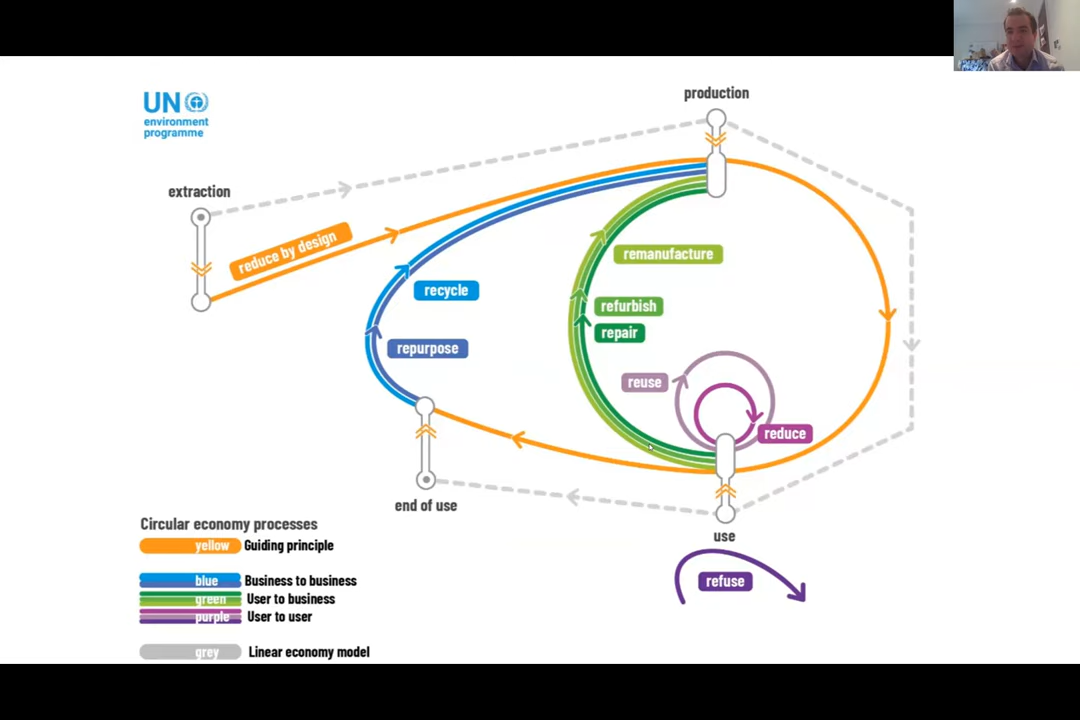 UN
environment
programme
production
extraction
reduce by design
remanufacture
recycle
refurbish
repair
repurpose
reuse
reduce
end of use
use
refuse
Circular economy processes
yellow Guiding principle
blue Business to business
green User to business
purple User to user
grey Linear economy model